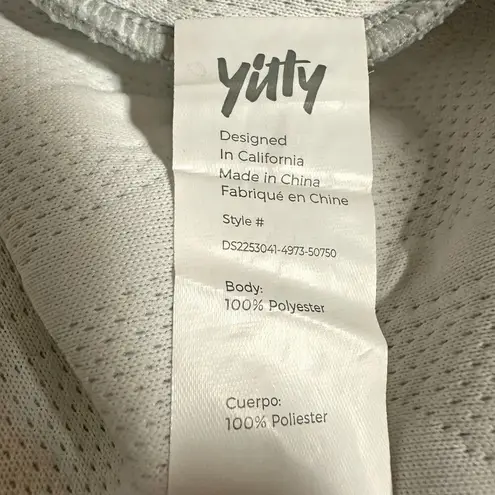 yitty
Designed
In California
Made in China
Fabriqué en Chine
Style #
DS2253041-4973-50750
Body:
100% Polyester
Cuerpo:
100% Poliester